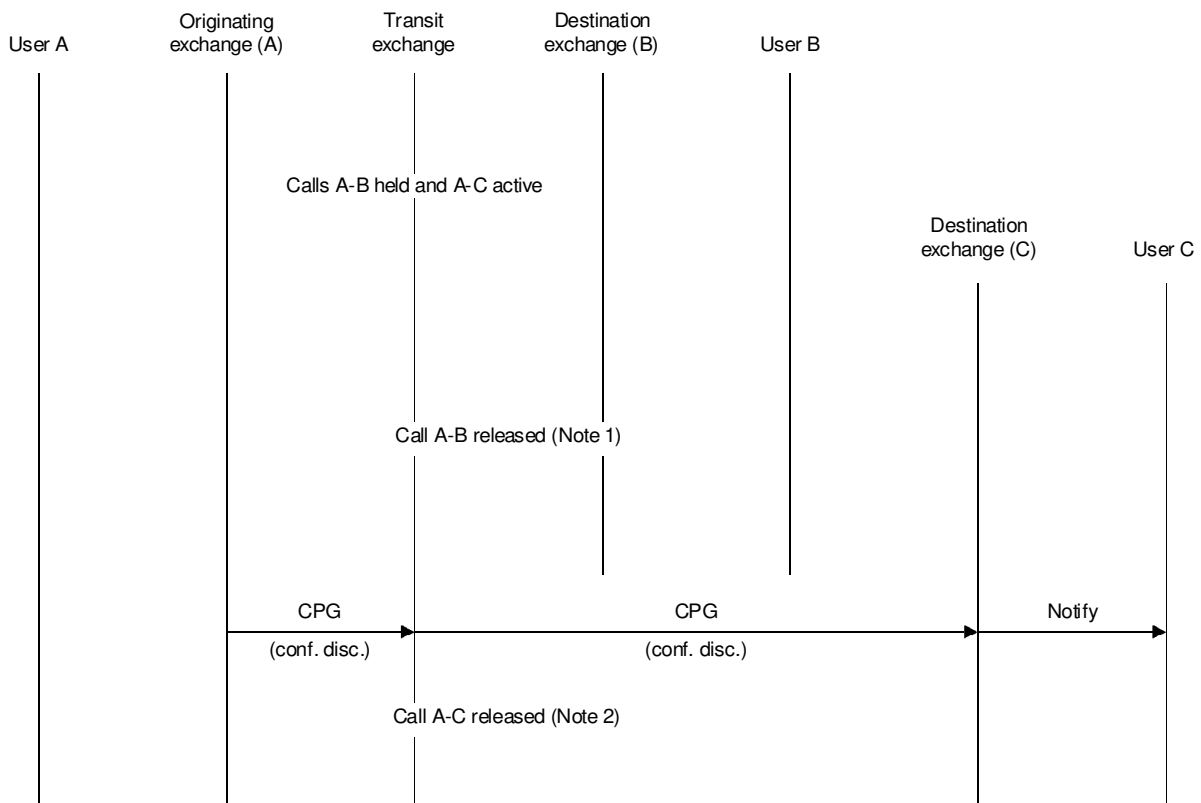 User A
Originating
exchange (A)
Transit
exchange
Destination
exchange (B)
User B
Calls A-B held and A-C active
Destination
exchange (C)
User C
Call A-B released (Note 1)
CPG
(conf. disc.)
CPG
(conf. disc.)
Notify
Call A-C released (Note 2)